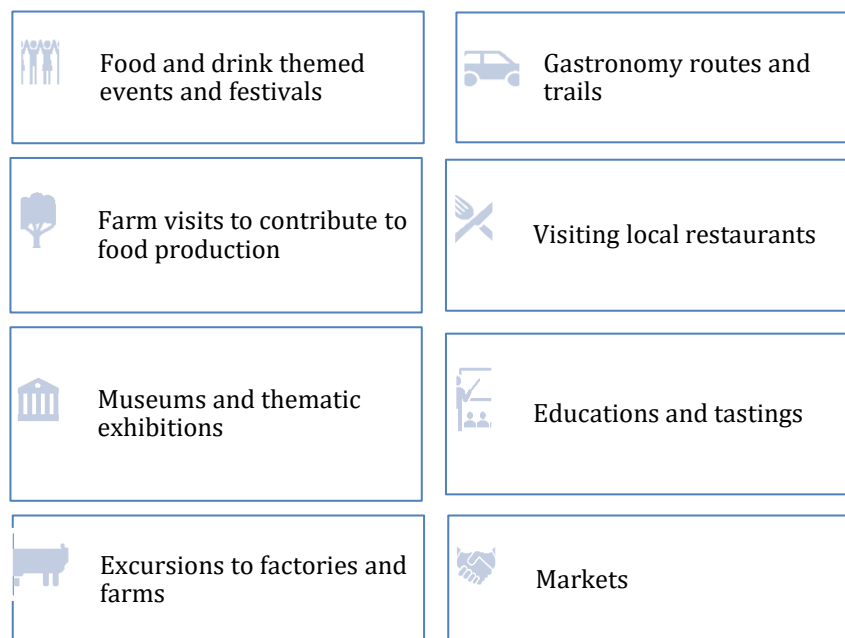 Food and drink themed
events and festivals
Gastronomy routes and
trails
Farm visits to contribute to
food production
Visiting local restaurants
Museums and thematic
exhibitions
Educations and tastings
Excursions to factories and
farms
Markets